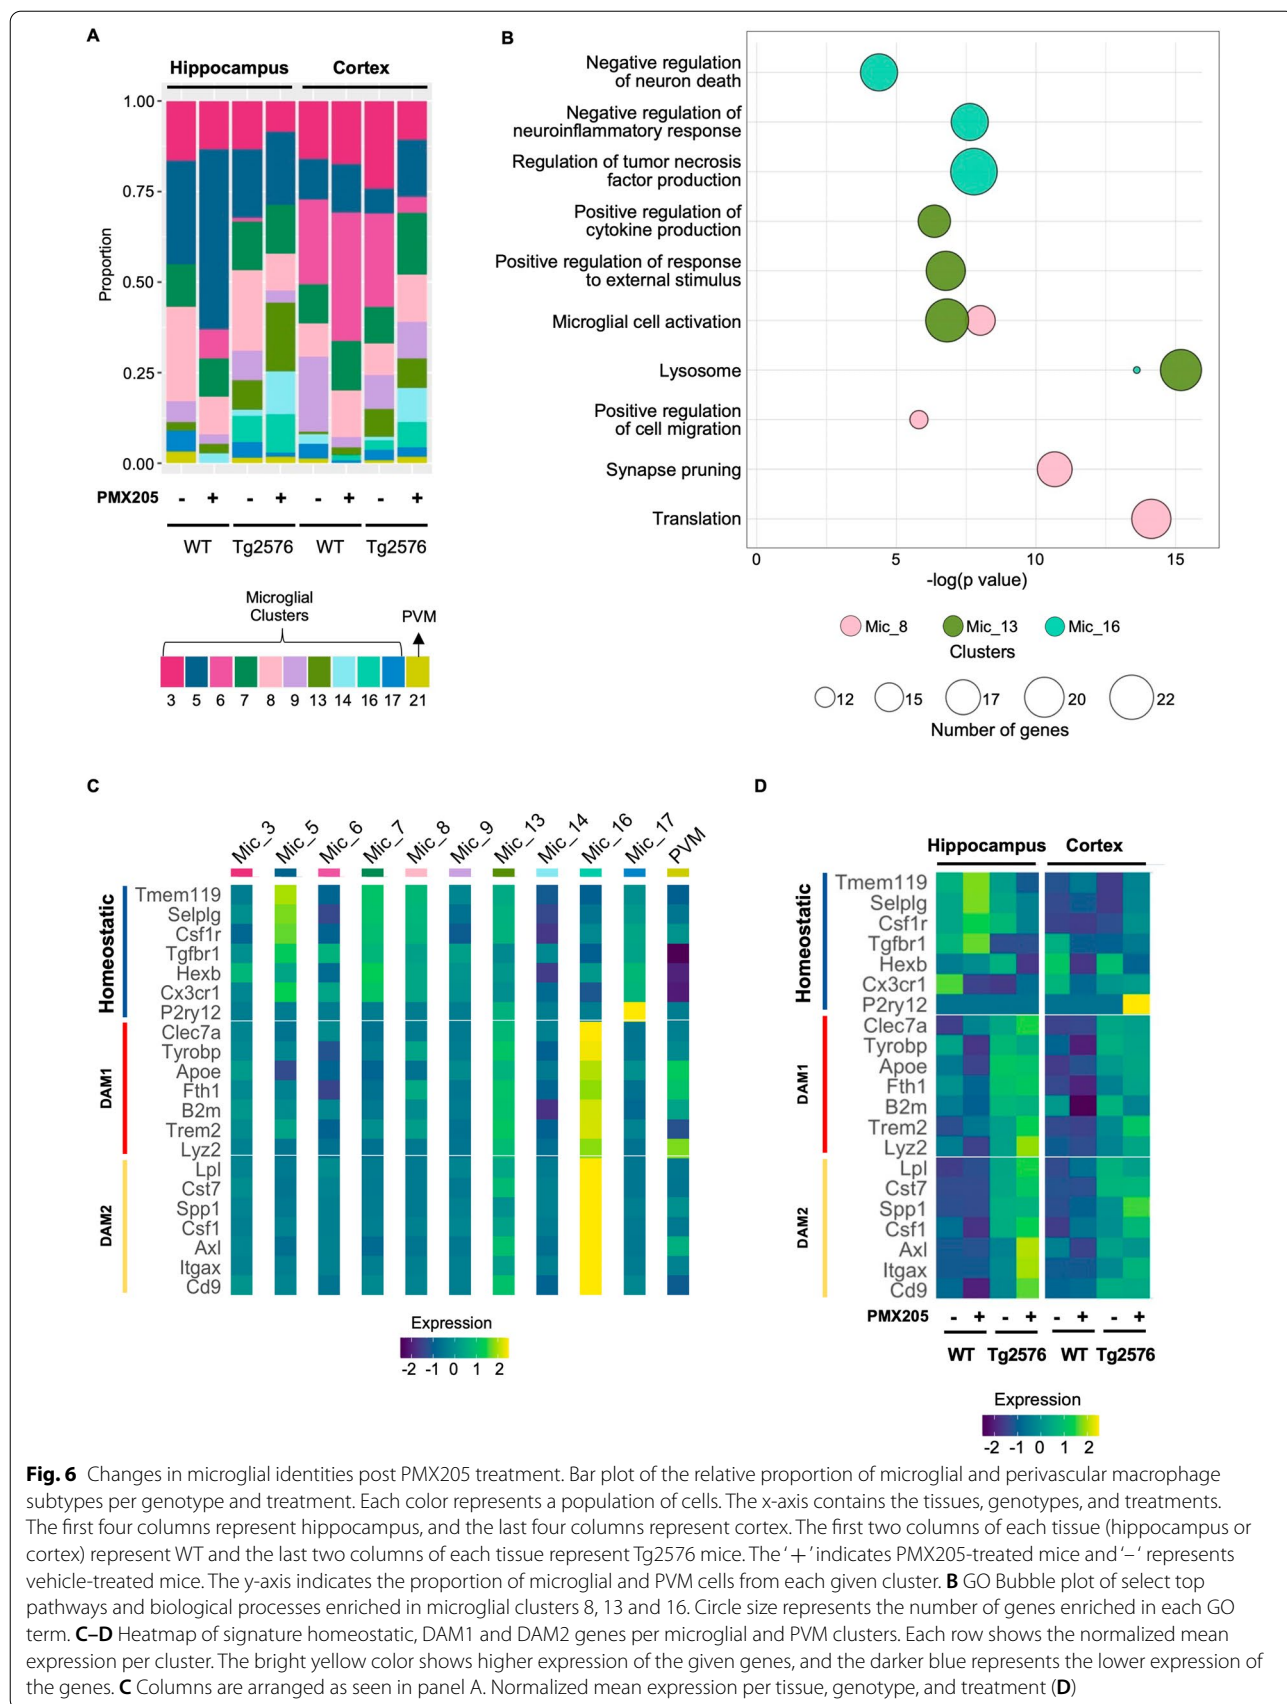 A
Hippocampus Cortex
1.00
0.75
0.50
0.25
0.00
Proportion
PMX205 - + - + - + - +
WT Tg2576 WT Tg2576
Microglial
Clusters
PVM
3 5 6 7 8 9 13 14 16 17 21
B
Negative regulation
of neuron death
Negative regulation of
neuroinflammatory response
Regulation of tumor necrosis
factor production
Positive regulation of
cytokine production
Positive regulation of response
to external stimulus
Microglial cell activation
Lysosome
Positive regulation
of cell migration
Synapse pruning
Translation
0 5 10 15
-log(p value)
Mic_8 Mic_13 Mic_16
Clusters
12 15 17 20 22
Number of genes
C
Mic_3 Mic_5 Mic_6 Mic_7 Mic_8 Mic_9 Mic_13 Mic_14 Mic_16 Mic_17 PVM
Homeostatic
Tmem119
Selplg
Csf1r
Tgfbr1
Hexb
Cx3cr1
P2ry12
DAM1
Clec7a
Tyrobp
Apoe
Fth1
B2m
Trem2
Lyz2
DAM2
Lpl
Cst7
Spp1
Csf1
Axl
Itgax
Cd9
Expression
-2 -1 0 1 2
D
Hippocampus Cortex
Homeostatic
Tmem119
Selplg
Csf1r
Tgfbr1
Hexb
Cx3cr1
P2ry12
DAM1
Clec7a
Tyrobp
Apoe
Fth1
B2m
Trem2
Lyz2
DAM2
Lpl
Cst7
Spp1
Csf1
Axl
Itgax
Cd9
PMX205 - + - + - + - +
WT Tg2576 WT Tg2576
Expression
-2 -1 0 1 2
Fig. 6 Changes in microglial identities post PMX205 treatment. Bar plot of the relative proportion of microglial and perivascular macrophage
subtypes per genotype and treatment. Each color represents a population of cells. The x-axis contains the tissues, genotypes, and treatments.
The first four columns represent hippocampus, and the last four columns represent cortex. The first two columns of each tissue (hippocampus or
cortex) represent WT and the last two columns of each tissue represent Tg2576 mice. The ‘+’ indicates PMX205-treated mice and ‘–‘ represents
vehicle-treated mice. The y-axis indicates the proportion of microglial and PVM cells from each given cluster. B GO Bubble plot of select top
pathways and biological processes enriched in microglial clusters 8, 13 and 16. Circle size represents the number of genes enriched in each GO
term. C–D Heatmap of signature homeostatic, DAM1 and DAM2 genes per microglial and PVM clusters. Each row shows the normalized mean
expression per cluster. The bright yellow color shows higher expression of the given genes, and the darker blue represents the lower expression of
the genes. C Columns are arranged as seen in panel A. Normalized mean expression per tissue, genotype, and treatment (D)